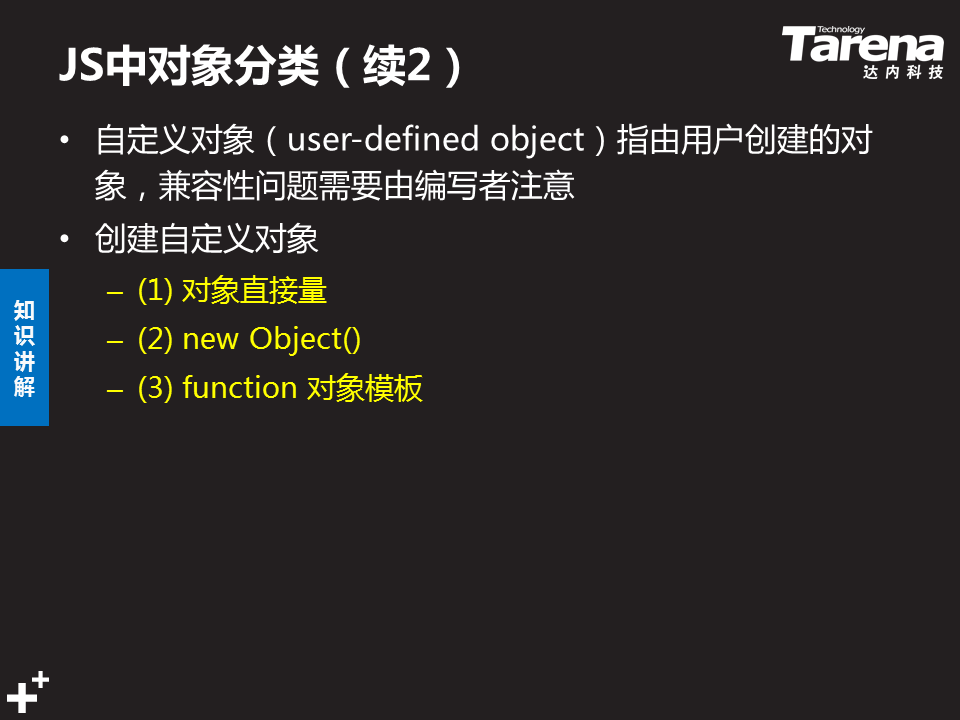 JS中对象分类（续2）
Technology
Tarena
达内科技
• 自定义对象（user-defined object）指由用户创建的对
象，兼容性问题需要由编写者注意
• 创建自定义对象
– (1) 对象直接量
– (2) new Object()
– (3) function 对象模板
知
识
讲
解